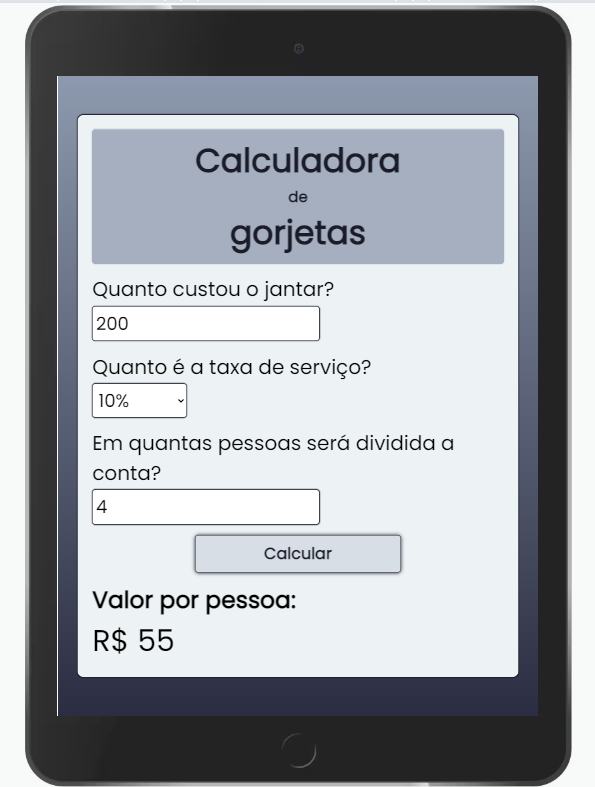 Calculadora
de
gorjetas
Quanto custou o jantar?
200
Quanto é a taxa de serviço?
10%
Em quantas pessoas será dividida a
conta?
4
Calcular
Valor por pessoa:
R$ 55